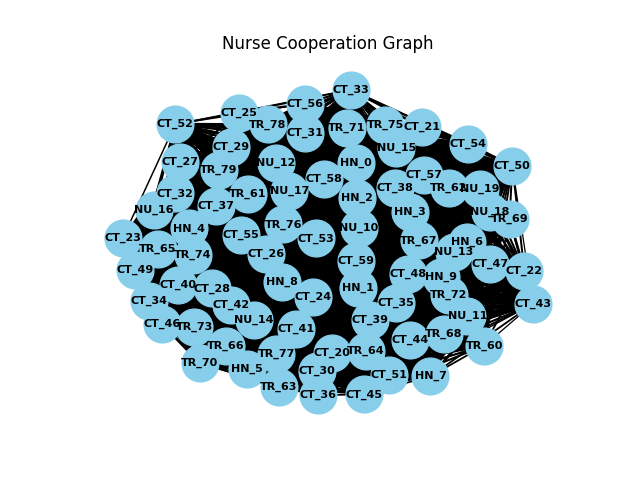 Nurse Cooperation Graph
CT_33
CT_56
CT_25
CT_52
TR_78
CT_31
TR_71
TR_75
CT_21
CT_54
CT_29
NU_15
CT_27
TR_79
NU_12
HN_0
CT_50
CT_57
CT_58
CT_32
TR_61
NU_17
CT_38
TR_62
NU_19
HN_2
NU_16
CT_37
HN_3
NU_18
TR_69
HN_4
TR_76
NU_10
CT_23
CT_55
CT_53
TR_67
HN_6
TR_65
TR_74
CT_26
NU_13
CT_59
CT_47
CT_49
CT_22
CT_48
HN_9
HN_8
CT_40
CT_28
HN_1
CT_24
TR_72
CT_34
CT_42
CT_35
CT_43
NU_11
CT_46
TR_73
NU_14
CT_39
CT_41
TR_68
CT_44
TR_66
TR_60
TR_77
CT_20
TR_64
TR_70
HN_5
CT_30
CT_51
HN_7
TR_63
CT_36
CT_45